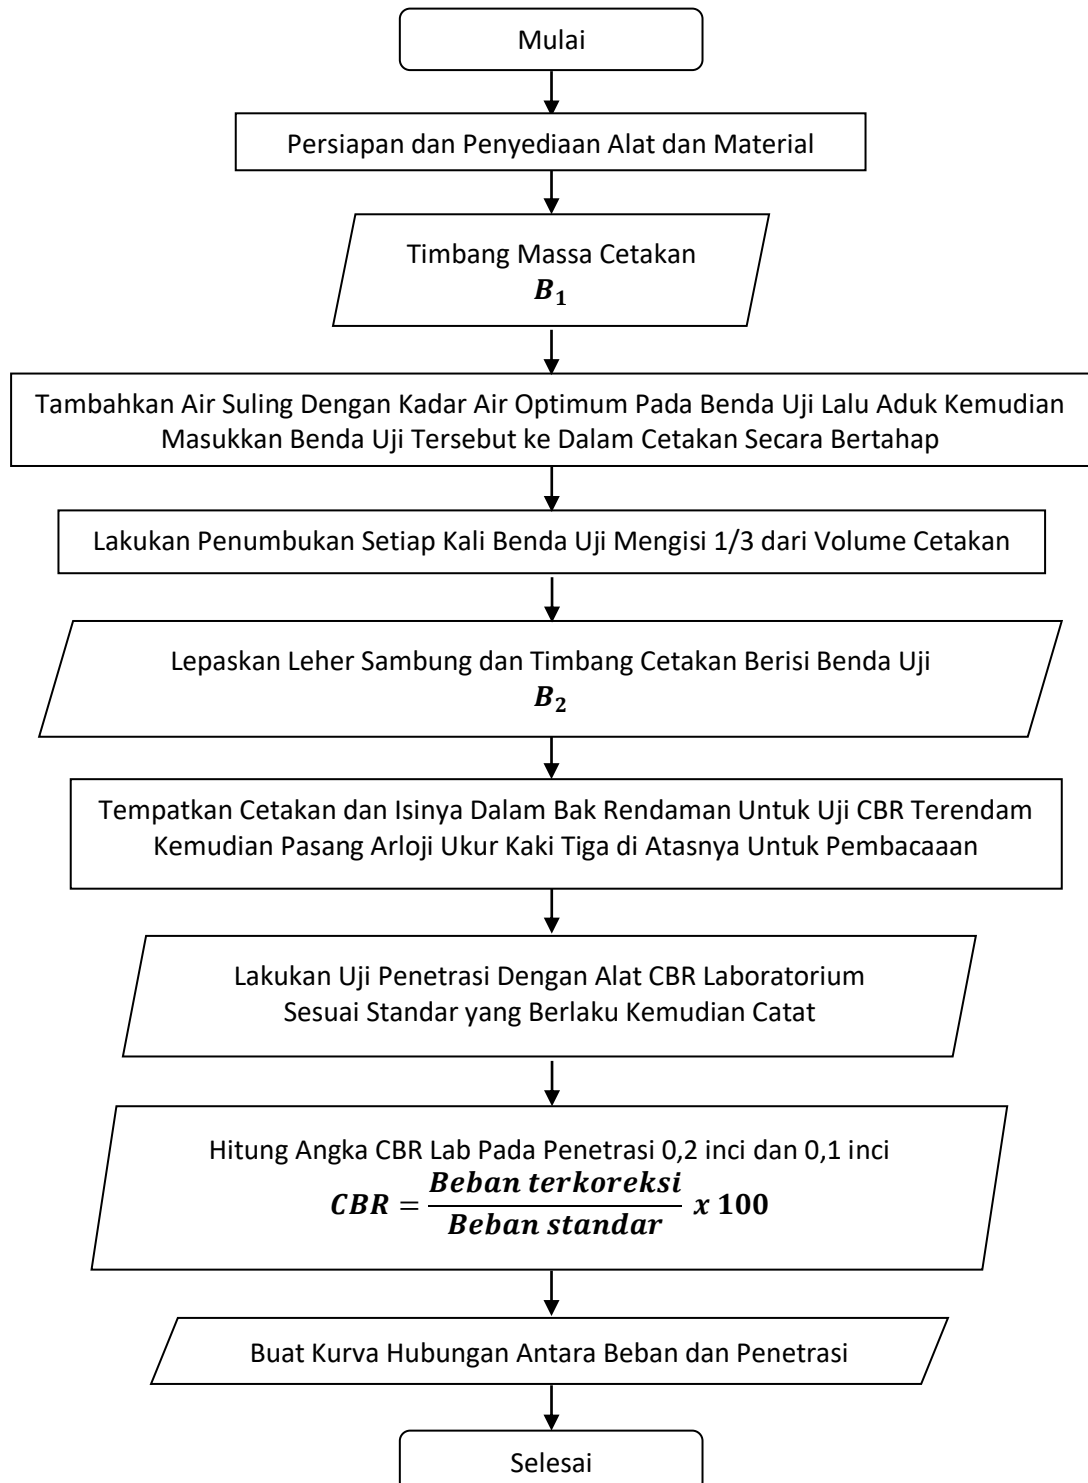 Mulai
Persiapan dan Penyediaan Alat dan Material
Timbang Massa Cetakan
B₁
Tambahkan Air Suling Dengan Kadar Air Optimum Pada Benda Uji Lalu Aduk Kemudian
Masukkan Benda Uji Tersebut ke Dalam Cetakan Secara Bertahap
Lakukan Penumbukan Setiap Kali Benda Uji Mengisi 1/3 dari Volume Cetakan
Lepaskan Leher Sambung dan Timbang Cetakan Berisi Benda Uji
B₂
Tempatkan Cetakan dan Isinya Dalam Bak Rendaman Untuk Uji CBR Terendam
Kemudian Pasang Arloji Ukur Kaki Tiga di Atasnya Untuk Pembacaaan
Lakukan Uji Penetrasi Dengan Alat CBR Laboratorium
Sesuai Standar yang Berlaku Kemudian Catat
Hitung Angka CBR Lab Pada Penetrasi 0,2 inci dan 0,1 inci
CBR = Beban terkoreksi / Beban standar x 100
Buat Kurva Hubungan Antara Beban dan Penetrasi
Selesai